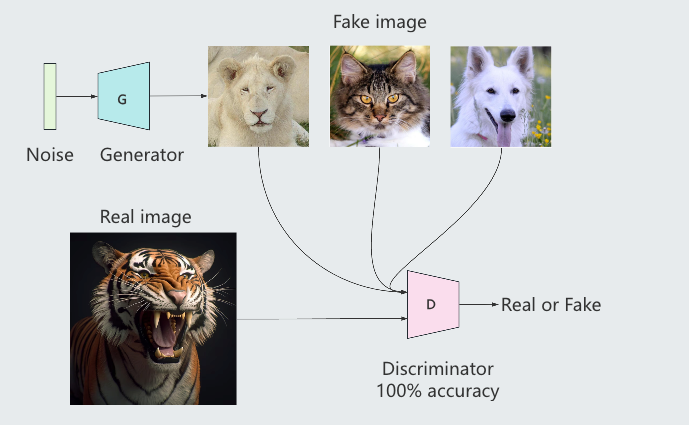 Fake image
G
Noise
Generator
Real image
D
Real or Fake
Discriminator
100% accuracy